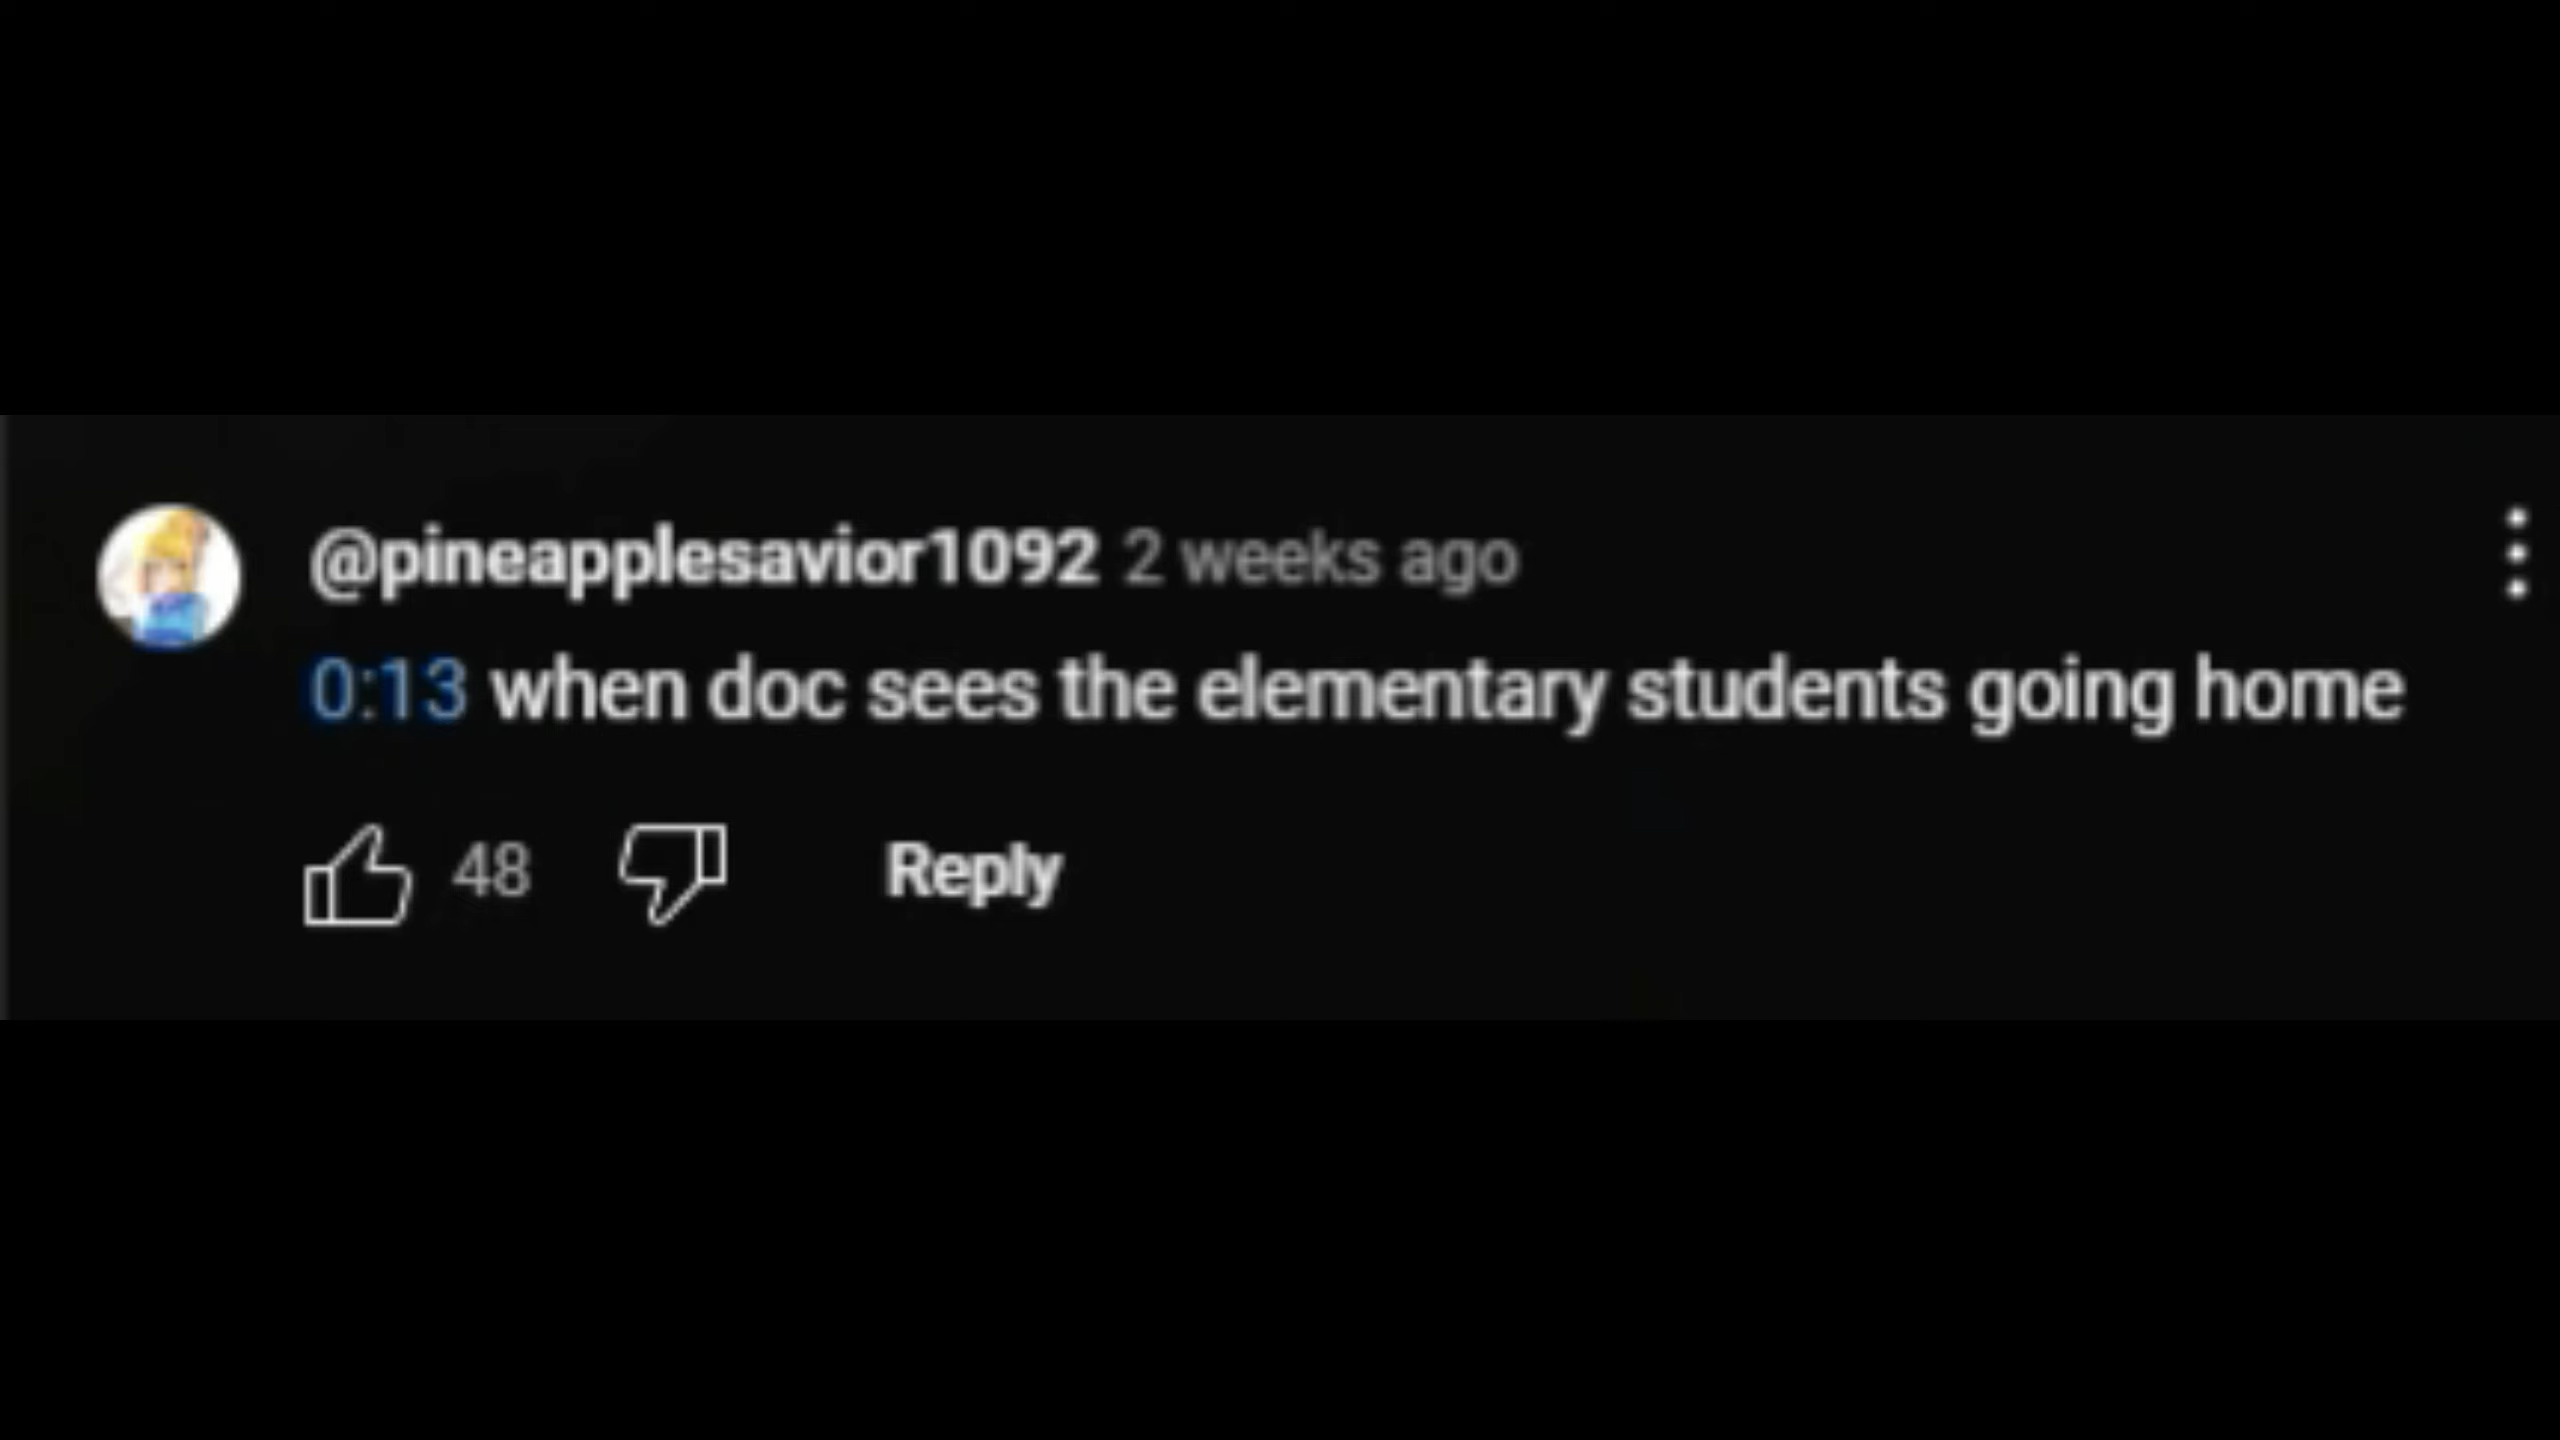 @pineapplesavior1092 2 weeks ago
0:13 when doc sees the elementary students going home
48 Reply